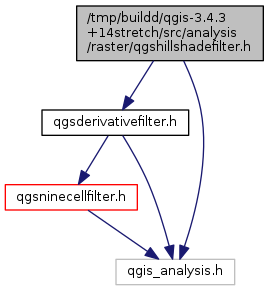 /tmp/buildd/qgis-3.4.3
+14stretch/src/analysis
/raster/qgshillshadefilter.h
qgsderivativefilter.h
qgsninecellfilter.h
qgis_analysis.h